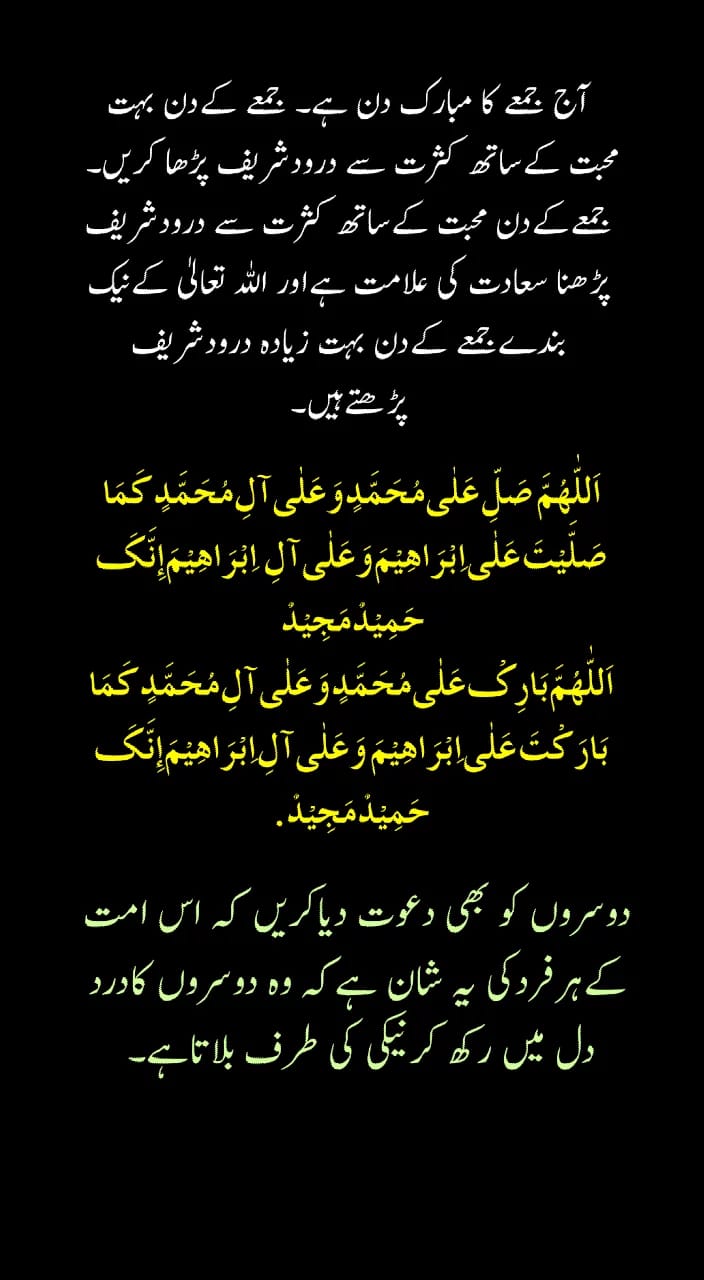 آج جمعے کا مبارک دن ہے۔ جمعے کے دن بہت
محبت کے ساتھ کثرت سے درود شریف پڑھا کریں۔
جمعے کے دن محبت کے ساتھ کثرت سے درود شریف
پڑھنا سعادت کی علامت ہے اور اللہ تعالیٰ کے نیک
بندے جمعے کے دن بہت زیادہ درود شریف
پڑھتے ہیں۔
اَللّٰهُمَّ صَلِّ عَلٰى مُحَمَّدٍ وَعَلٰى آلِ مُحَمَّدٍ كَمَا
صَلَّيْتَ عَلٰى اِبْرَاهِيْمَ وَعَلٰى آلِ اِبْرَاهِيْمَ إِنَّكَ
حَمِيْدٌ مَجِيْدٌ
اَللّٰهُمَّ بَارِكْ عَلٰى مُحَمَّدٍ وَعَلٰى آلِ مُحَمَّدٍ كَمَا
بَارَكْتَ عَلٰى اِبْرَاهِيْمَ وَعَلٰى آلِ اِبْرَاهِيْمَ إِنَّكَ
حَمِيْدٌ مَجِيْدٌ.
دوسروں کو بھی دعوت دیا کریں کہ اس امت
کے ہر فرد کی یہ شان ہے کہ وہ دوسروں کا درد
دل میں رکھ کر نیکی کی طرف بلاتا ہے۔